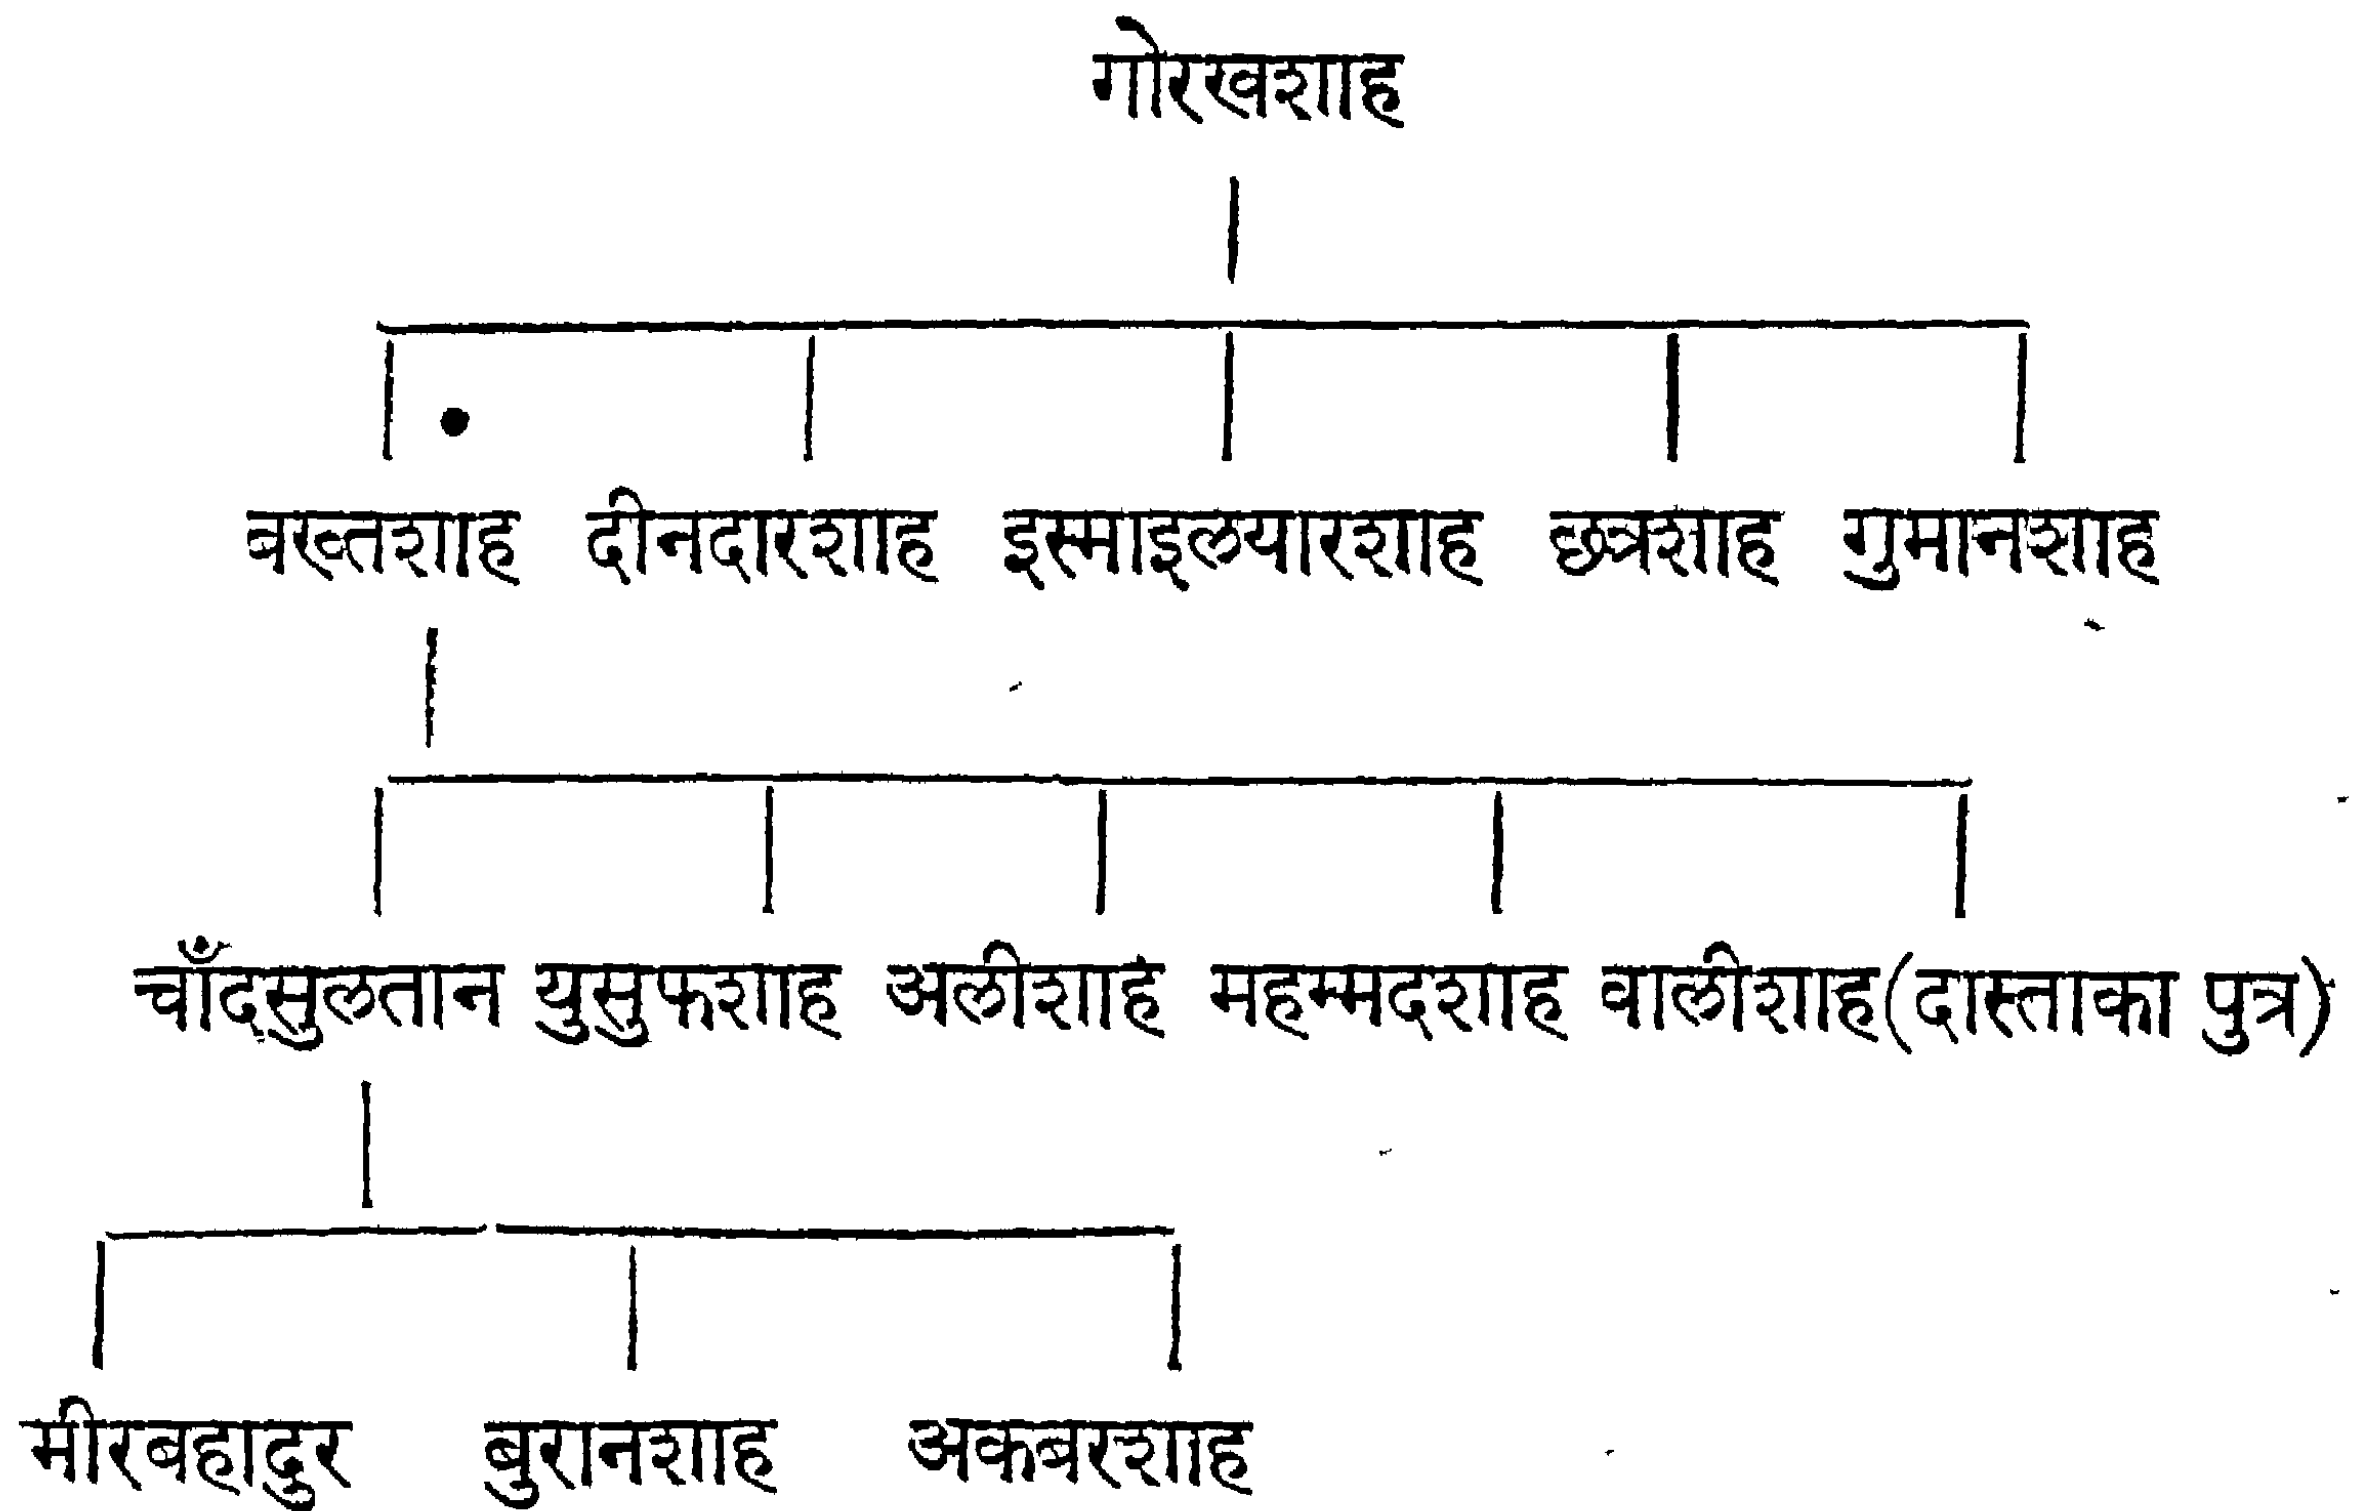 गोरखशाह
बख्तशाह दीनदारशाह इस्माइलयारशाह छत्रशाह गुमानशाह
चाँदसुलतान युसुफशाह अलीशाह महम्मदशाह वालीशाह(दास्ताका पुत्र)
मीरबहादुर बुरानशाह अकबरशाह